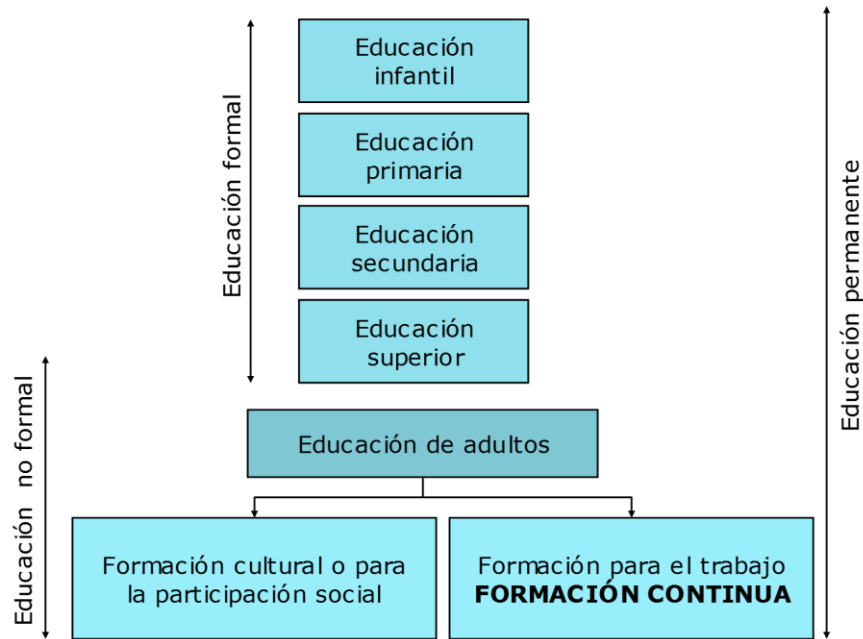 Educación
infantil
Educación
primaria
Educación
secundaria
Educación
superior
Educación formal
Educación permanente
Educación no formal
Educación de adultos
Formación cultural o para
la participación social
Formación para el trabajo
FORMACIÓN CONTINUA